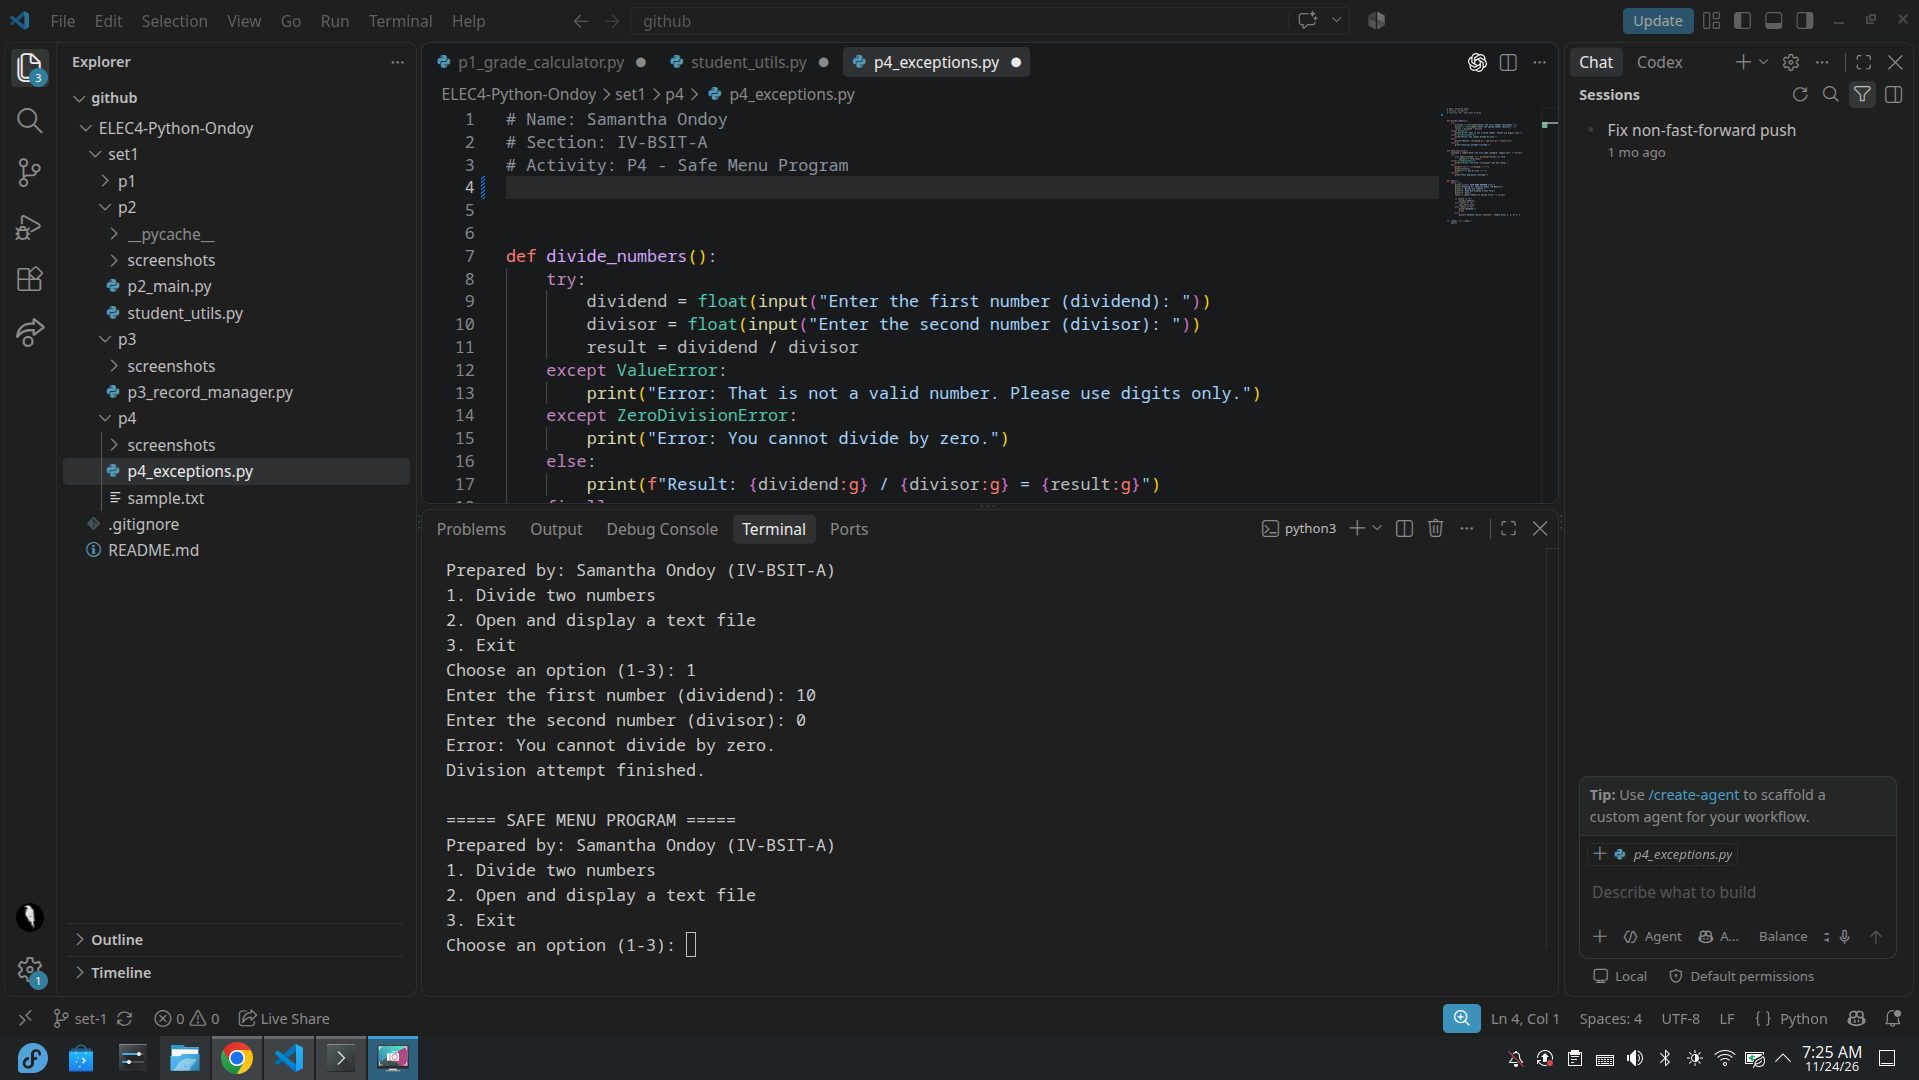 File Edit Selection View Go Run Terminal Help
github
Update
Explorer
github
ELEC4-Python-Ondoy
set1
p1
p2
__pycache__
screenshots
p2_main.py
student_utils.py
p3
screenshots
p3_record_manager.py
p4
screenshots
p4_exceptions.py
sample.txt
.gitignore
README.md
Outline
Timeline
3
1
p1_grade_calculator.py student_utils.py p4_exceptions.py
ELEC4-Python-Ondoy > set1 > p4 > p4_exceptions.py
1 # Name: Samantha Ondoy
2 # Section: IV-BSIT-A
3 # Activity: P4 - Safe Menu Program
4
5
6
7 def divide_numbers():
8 try:
9 dividend = float(input("Enter the first number (dividend): "))
10 divisor = float(input("Enter the second number (divisor): "))
11 result = dividend / divisor
12 except ValueError:
13 print("Error: That is not a valid number. Please use digits only.")
14 except ZeroDivisionError:
15 print("Error: You cannot divide by zero.")
16 else:
17 print(f"Result: {dividend:g} / {divisor:g} = {result:g}")
Problems Output Debug Console Terminal Ports
python3
Prepared by: Samantha Ondoy (IV-BSIT-A)
1. Divide two numbers
2. Open and display a text file
3. Exit
Choose an option (1-3): 1
Enter the first number (dividend): 10
Enter the second number (divisor): 0
Error: You cannot divide by zero.
Division attempt finished.
===== SAFE MENU PROGRAM =====
Prepared by: Samantha Ondoy (IV-BSIT-A)
1. Divide two numbers
2. Open and display a text file
3. Exit
Choose an option (1-3):
Chat Codex
Sessions
Fix non-fast-forward push
1 mo ago
Tip: Use /create-agent to scaffold a
custom agent for your workflow.
p4_exceptions.py
Describe what to build
Agent A... Balance
Local Default permissions
set-1 0 0 Live Share
Ln 4, Col 1 Spaces: 4 UTF-8 LF { } Python
7:25 AM
11/24/26